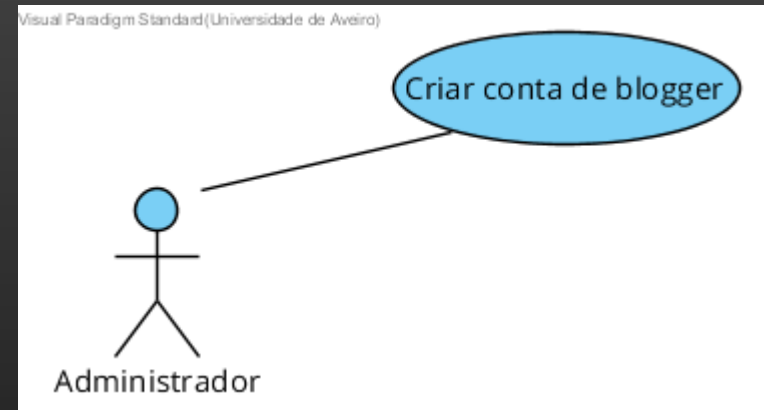 Visual Paradigm Standard(Universidade de Aveiro)
Criar conta de blogger
Administrador